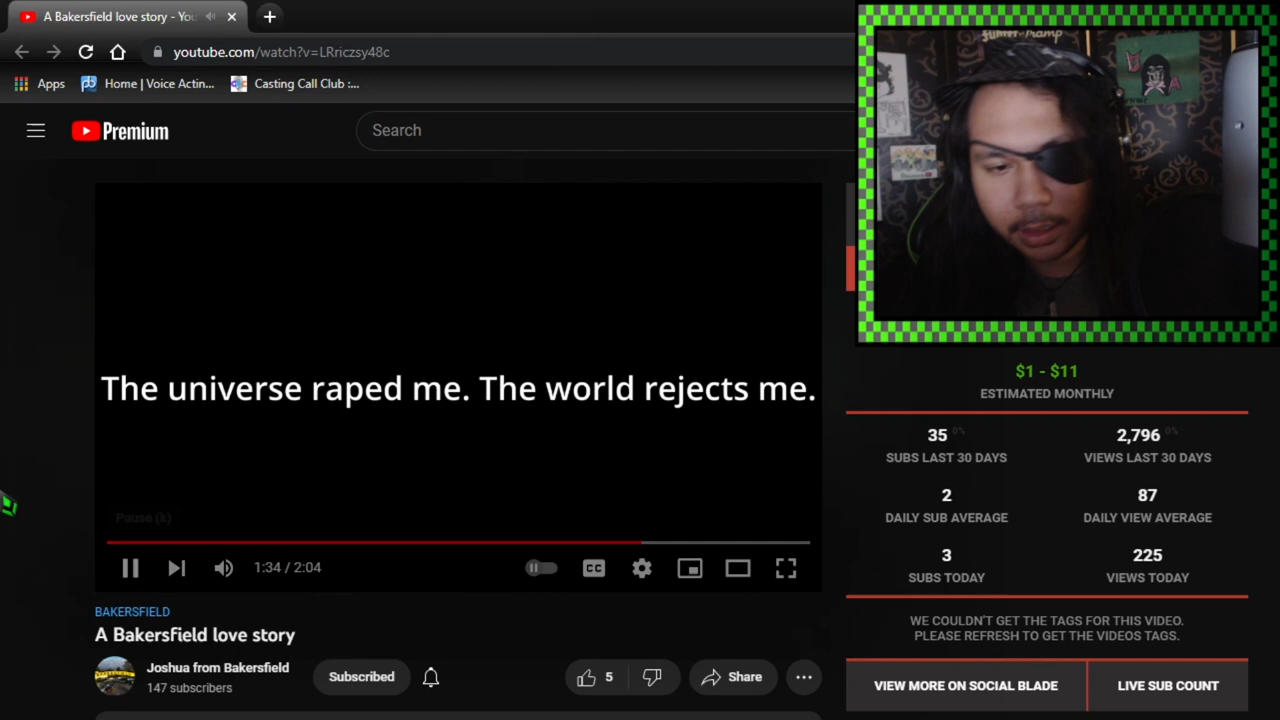 A Bakersfield love story - You
youtube.com/watch?v=LRriczsy48c
Apps
Home | Voice Actin...
Casting Call Club :...
Premium
Search
The universe raped me. The world rejects me.
Pause (k)
1:34 / 2:04
CC
BAKERSFIELD
A Bakersfield love story
Joshua from Bakersfield
147 subscribers
Subscribed
5
Share
$1 - $11
ESTIMATED MONTHLY
35 0%
2,796 0%
SUBS LAST 30 DAYS
VIEWS LAST 30 DAYS
2
87
DAILY SUB AVERAGE
DAILY VIEW AVERAGE
3
225
SUBS TODAY
VIEWS TODAY
WE COULDN'T GET THE TAGS FOR THIS VIDEO.
PLEASE REFRESH TO GET THE VIDEOS TAGS.
VIEW MORE ON SOCIAL BLADE
LIVE SUB COUNT